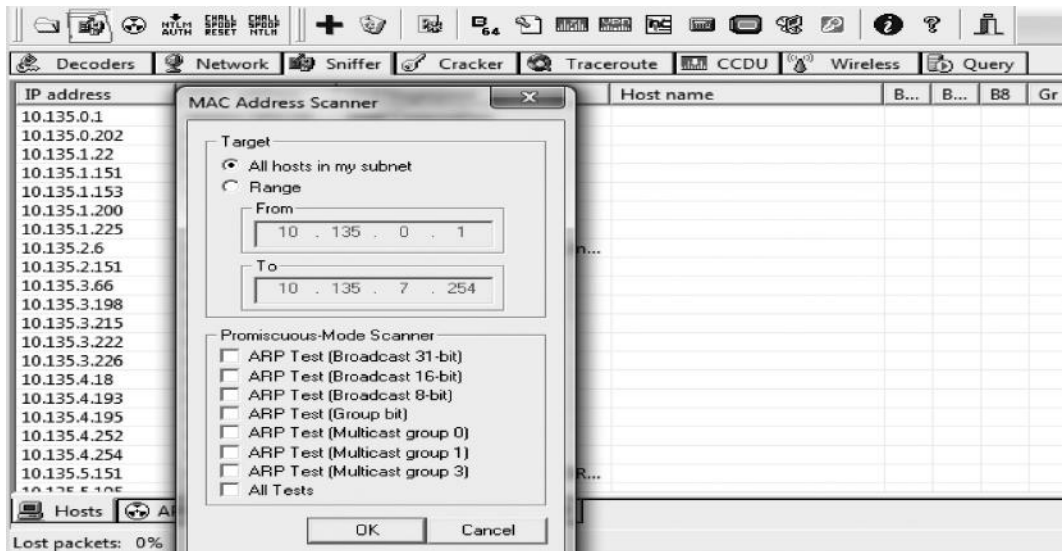 NTLM AUTH
CHALL SPOOF RESET
CHALL SPOOF NTLM
64
Decoders Network Sniffer Cracker Traceroute CCDU Wireless Query
IP address Host name B... B... B8 Gr
MAC Address Scanner
Target
All hosts in my subnet
Range
From
10 . 135 . 0 . 1
To
10 . 135 . 7 . 254
Promiscuous-Mode Scanner
ARP Test (Broadcast 31-bit)
ARP Test (Broadcast 16-bit)
ARP Test (Broadcast 8-bit)
ARP Test (Group bit)
ARP Test (Multicast group 0)
ARP Test (Multicast group 1)
ARP Test (Multicast group 3)
All Tests
OK Cancel
10.135.0.1
10.135.0.202
10.135.1.22
10.135.1.151
10.135.1.153
10.135.1.200
10.135.1.225
10.135.2.6
10.135.2.151
10.135.3.66
10.135.3.198
10.135.3.215
10.135.3.222
10.135.3.226
10.135.4.18
10.135.4.193
10.135.4.195
10.135.4.252
10.135.4.254
10.135.5.151
Hosts
Lost packets: 0%